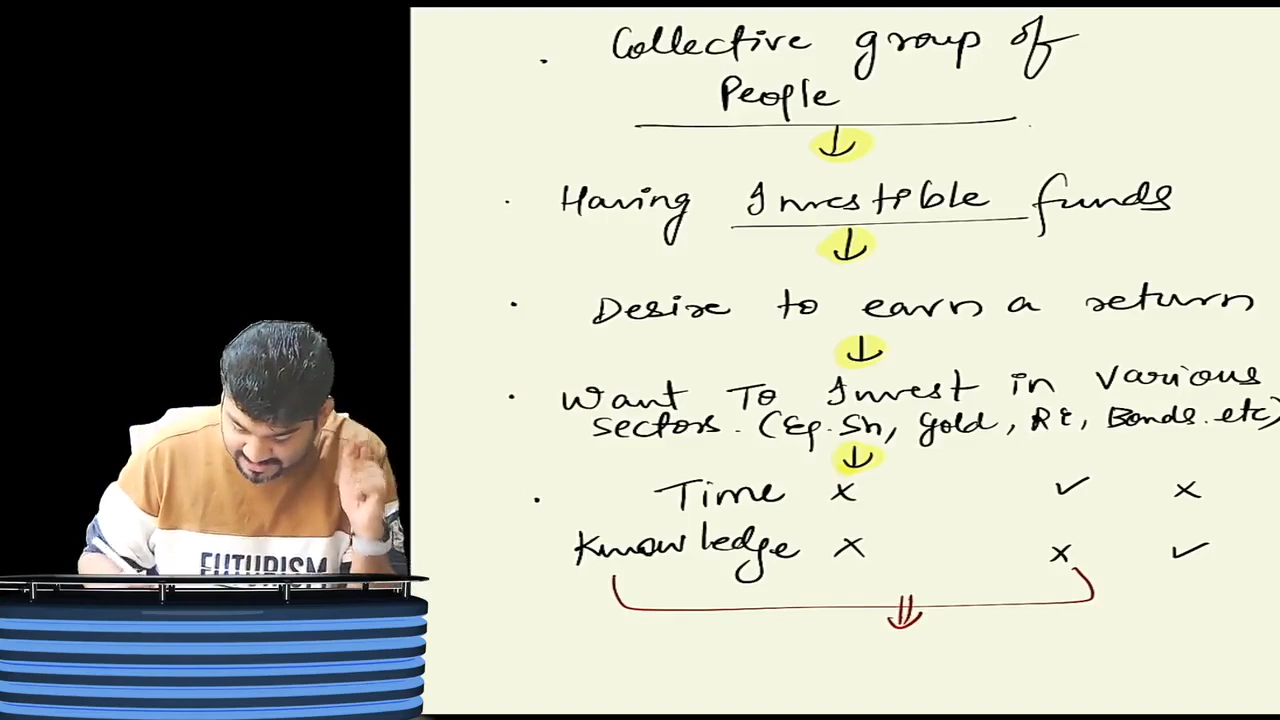 . Collective group of
People
↓
. Having Investible funds
↓
. Desire to earn a return
↓
. Want To Invest in various
sectors. (Eq. Sh, Gold, RE, Bonds. etc)
↓
. Time × ✓ ×
Knowledge × × ✓
⇓
FUTURISM